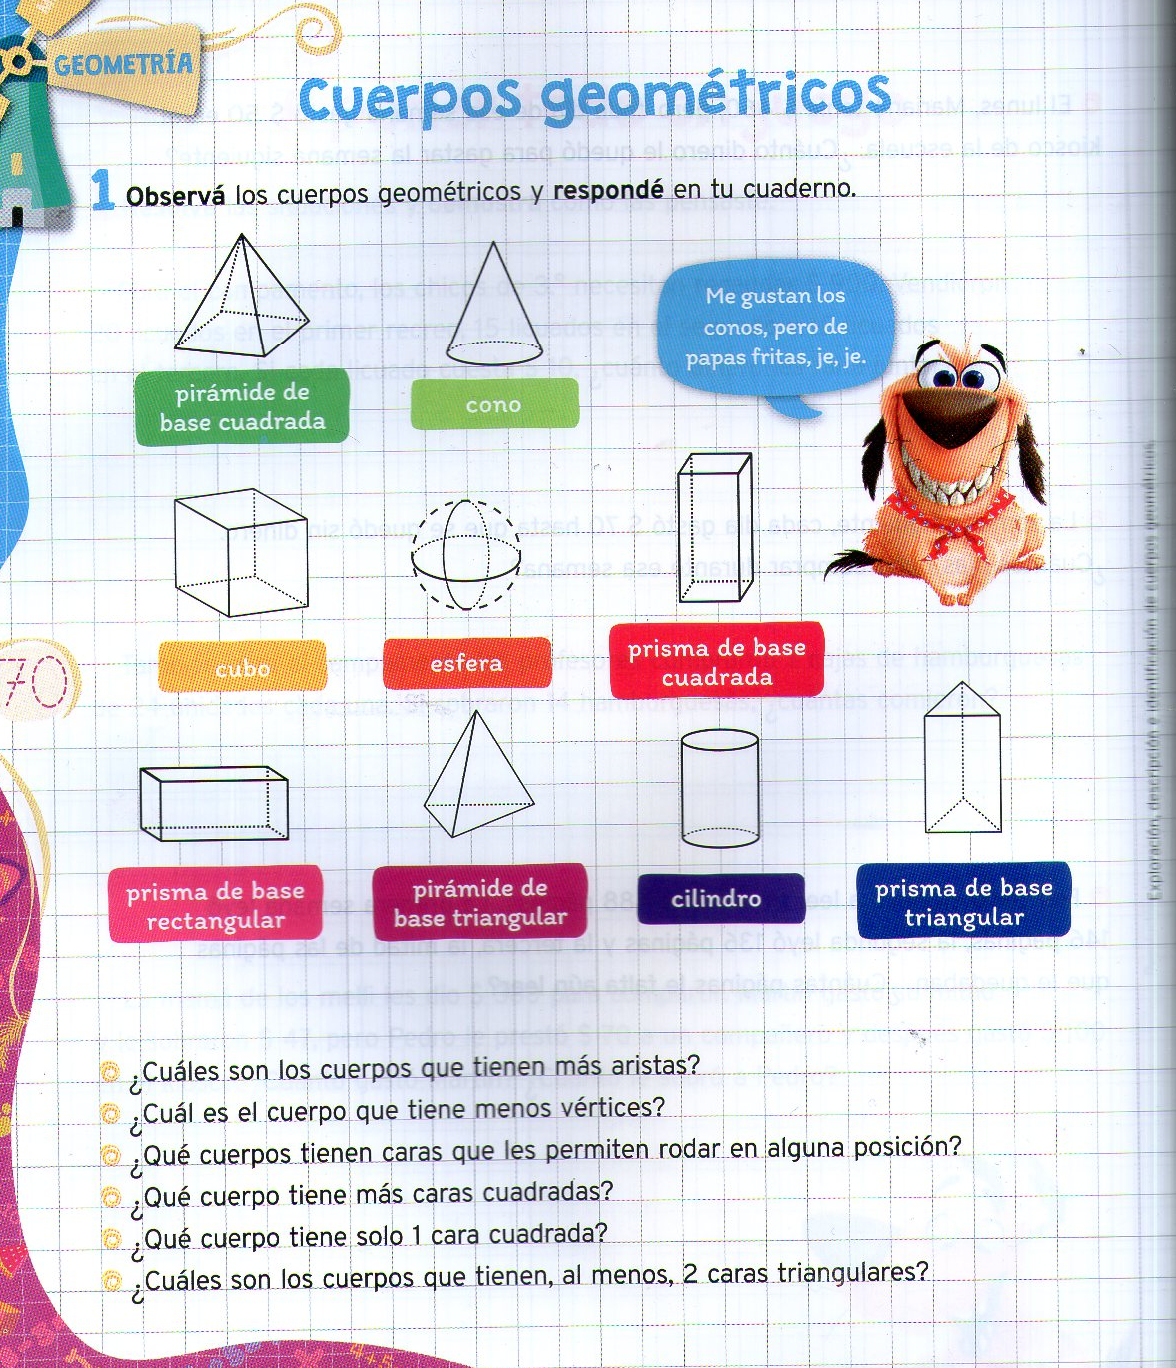 GEOMETRÍA
Cuerpos geométricos
1 Observá los cuerpos geométricos y respondé en tu cuaderno.
Me gustan los
conos, pero de
papas fritas, je, je.
pirámide de
base cuadrada
cono
cubo
esfera
prisma de base
cuadrada
70
prisma de base
rectangular
pirámide de
base triangular
cilindro
prisma de base
triangular
Exploración, descripción e identificación de cuerpos geométricos.
¿Cuáles son los cuerpos que tienen más aristas?
¿Cuál es el cuerpo que tiene menos vértices?
¿Qué cuerpos tienen caras que les permiten rodar en alguna posición?
¿Qué cuerpo tiene más caras cuadradas?
¿Qué cuerpo tiene solo 1 cara cuadrada?
¿Cuáles son los cuerpos que tienen, al menos, 2 caras triangulares?